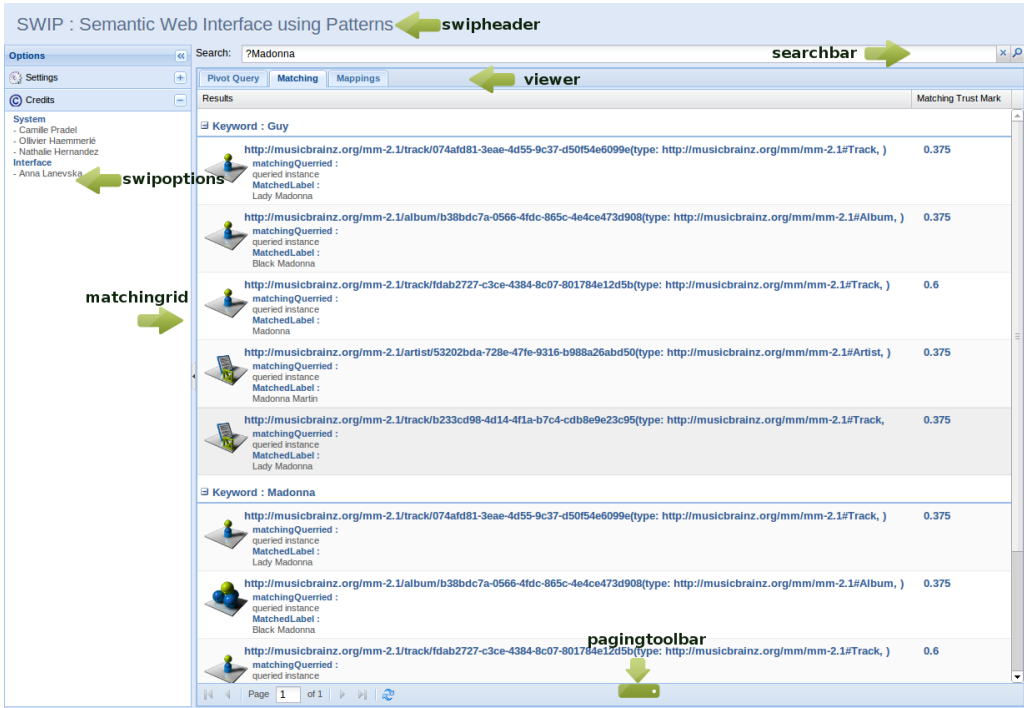 SWIP : Semantic Web Interface using Patterns swipheader
Options
Search: ?Madonna searchbar
Settings
Pivot Query Matching Mappings viewer
Credits
Results Matching Trust Mark
System
- Camille Pradel
- Ollivier Haemmerlé
- Nathalie Hernandez
Interface
- Anna Lanevska
swipoptions
matchingrid
Keyword : Guy
http://musicbrainz.org/mm-2.1/track/074afd81-3eae-4d55-9c37-d50f54e6099e(type: http://musicbrainz.org/mm/mm-2.1#Track, ) 0.375
matchingQuerried :
queried instance
MatchedLabel :
Lady Madonna
http://musicbrainz.org/mm-2.1/album/b38bdc7a-0566-4fdc-865c-4e4ce473d908(type: http://musicbrainz.org/mm/mm-2.1#Album, ) 0.375
matchingQuerried :
queried instance
MatchedLabel :
Black Madonna
http://musicbrainz.org/mm-2.1/track/fdab2727-c3ce-4384-8c07-801784e12d5b(type: http://musicbrainz.org/mm/mm-2.1#Track, ) 0.6
matchingQuerried :
queried instance
MatchedLabel :
Madonna
http://musicbrainz.org/mm-2.1/artist/53202bda-728e-47fe-9316-b988a26abd50(type: http://musicbrainz.org/mm/mm-2.1#Artist, ) 0.375
matchingQuerried :
queried instance
MatchedLabel :
Madonna Martin
http://musicbrainz.org/mm-2.1/track/b233cd98-4d14-4f1a-b7c4-cdb8e9e23c95(type: http://musicbrainz.org/mm/mm-2.1#Track, 0.375
matchingQuerried :
queried instance
MatchedLabel :
Lady Madonna
Keyword : Madonna
http://musicbrainz.org/mm-2.1/track/074afd81-3eae-4d55-9c37-d50f54e6099e(type: http://musicbrainz.org/mm/mm-2.1#Track, ) 0.375
matchingQuerried :
queried instance
MatchedLabel :
Lady Madonna
http://musicbrainz.org/mm-2.1/album/b38bdc7a-0566-4fdc-865c-4e4ce473d908(type: http://musicbrainz.org/mm/mm-2.1#Album, ) 0.375
matchingQuerried :
queried instance
MatchedLabel :
Black Madonna
pagingtoolbar
http://musicbrainz.org/mm-2.1/track/fdab2727-c3ce-4384-8c07-801784e12d5b(type: http://musicbrainz.org/mm/mm-2.1#Track, ) 0.6
matchingQuerried :
queried instance
Page 1 of 1